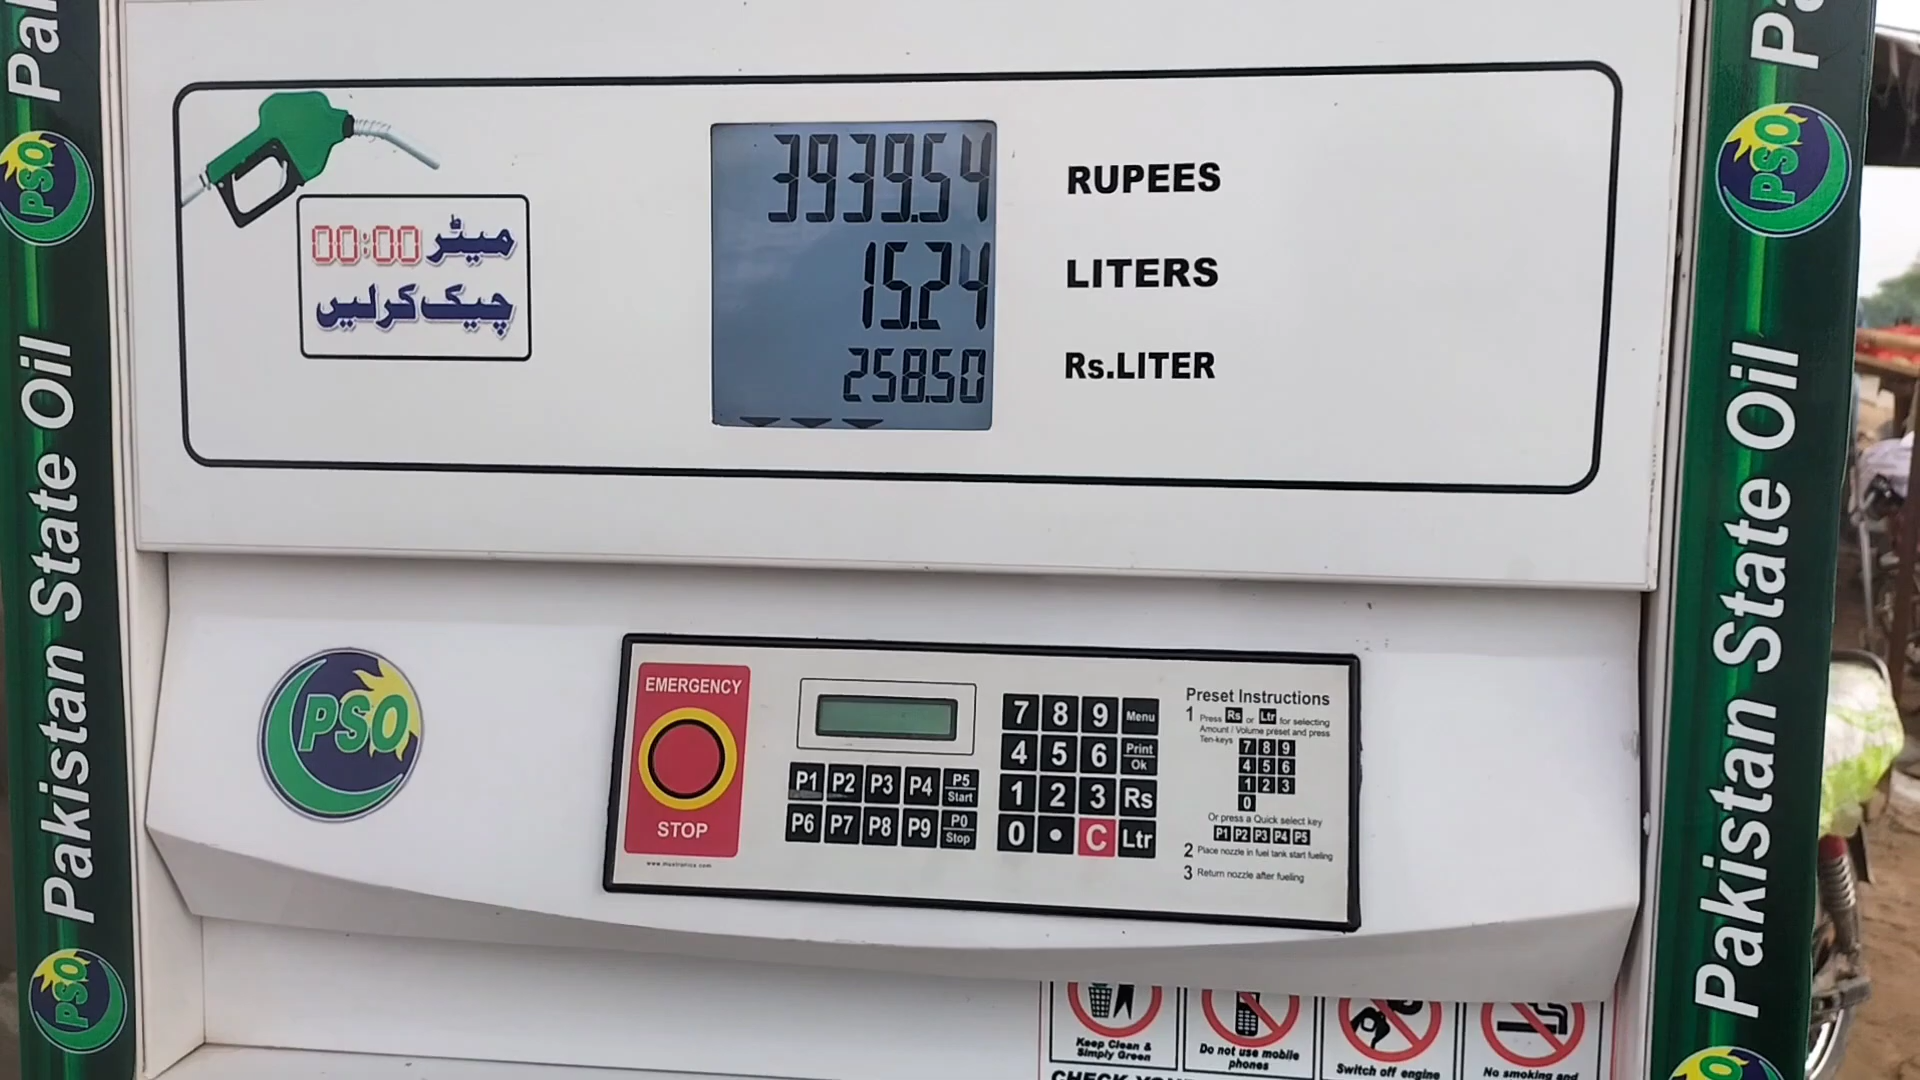 Pakistan State Oil
PSO
PSO
میٹر 00:00
چیک کرلیں
3939.54
RUPEES
15.24
LITERS
258.50
Rs.LITER
PSO
EMERGENCY
STOP
www.maxtronics.com
P1 P2 P3 P4 P5 Start
P6 P7 P8 P9 P0 Stop
7 8 9 Menu
4 5 6 Print Ok
1 2 3 Rs
0 • C Ltr
Preset Instructions
1 Press Rs or Ltr for selecting
Amount / Volume preset and press
Ten-keys 7 8 9
4 5 6
1 2 3
0
Or press a Quick select key
P1 P2 P3 P4 P5
2 Place nozzle in fuel tank start fueling
3 Return nozzle after fueling
Keep Clean &
Simply Green
Do not use mobile
phones
Switch off engine
No smoking and
PSO
Pakistan State Oil
PSO